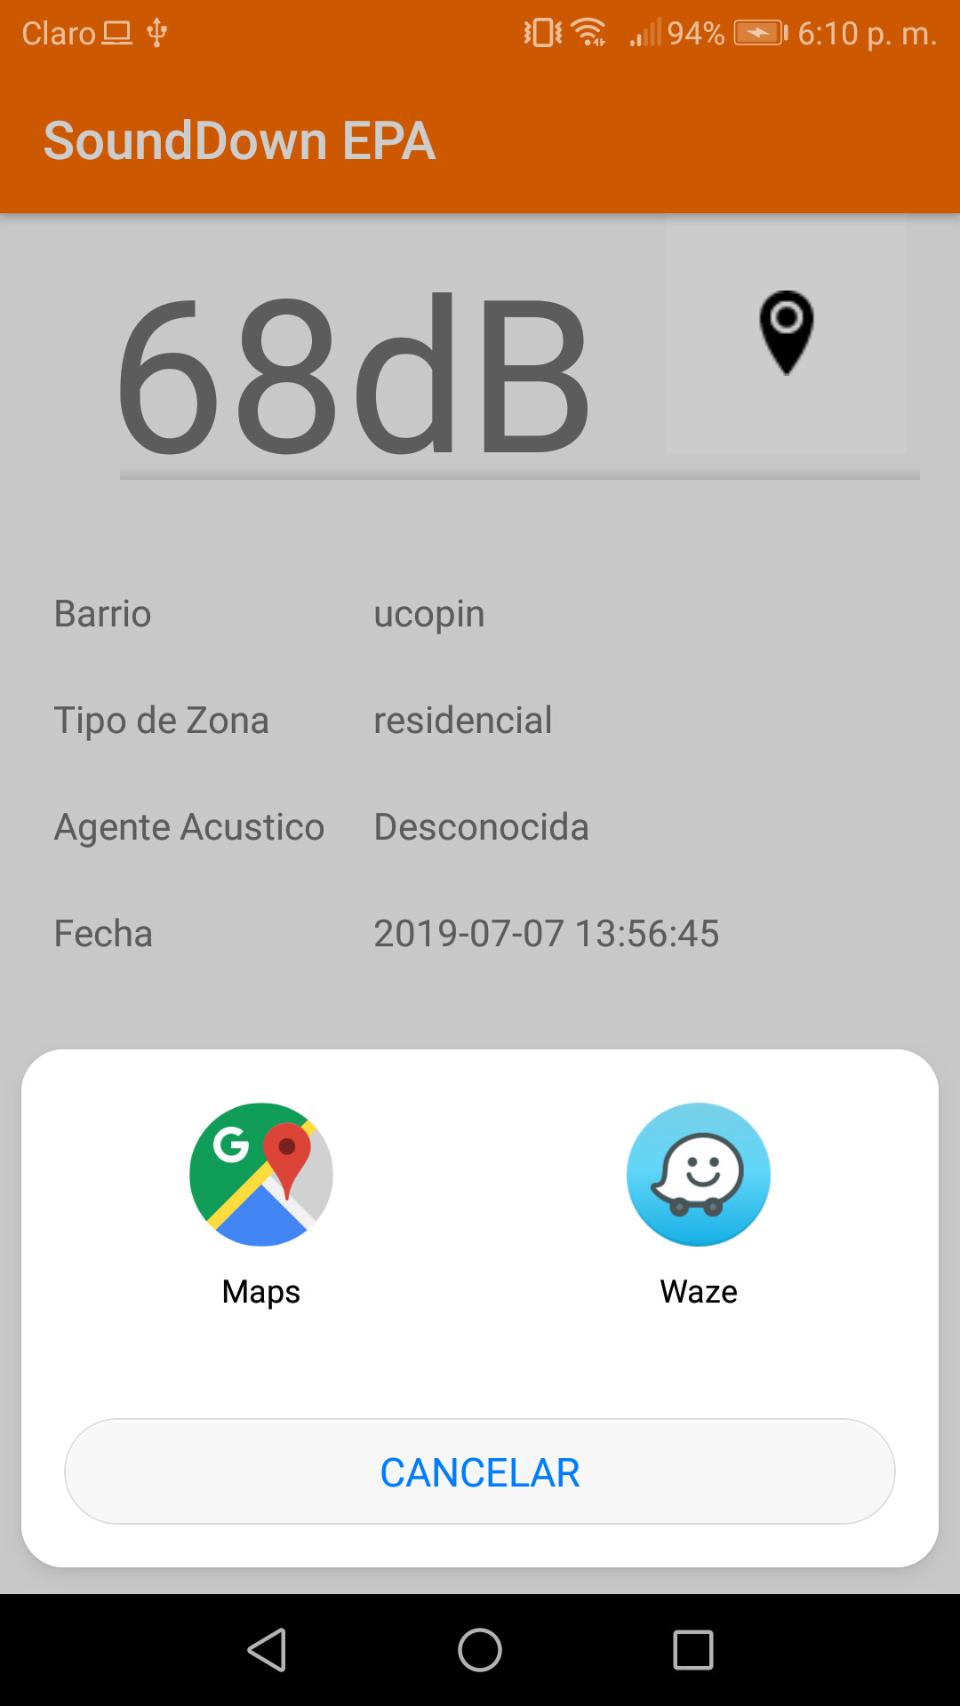 Claro 94% 6:10 p. m.
SoundDown EPA
68dB
Barrio ucopin
Tipo de Zona residencial
Agente Acustico Desconocida
Fecha 2019-07-07 13:56:45
G
Maps Waze
CANCELAR